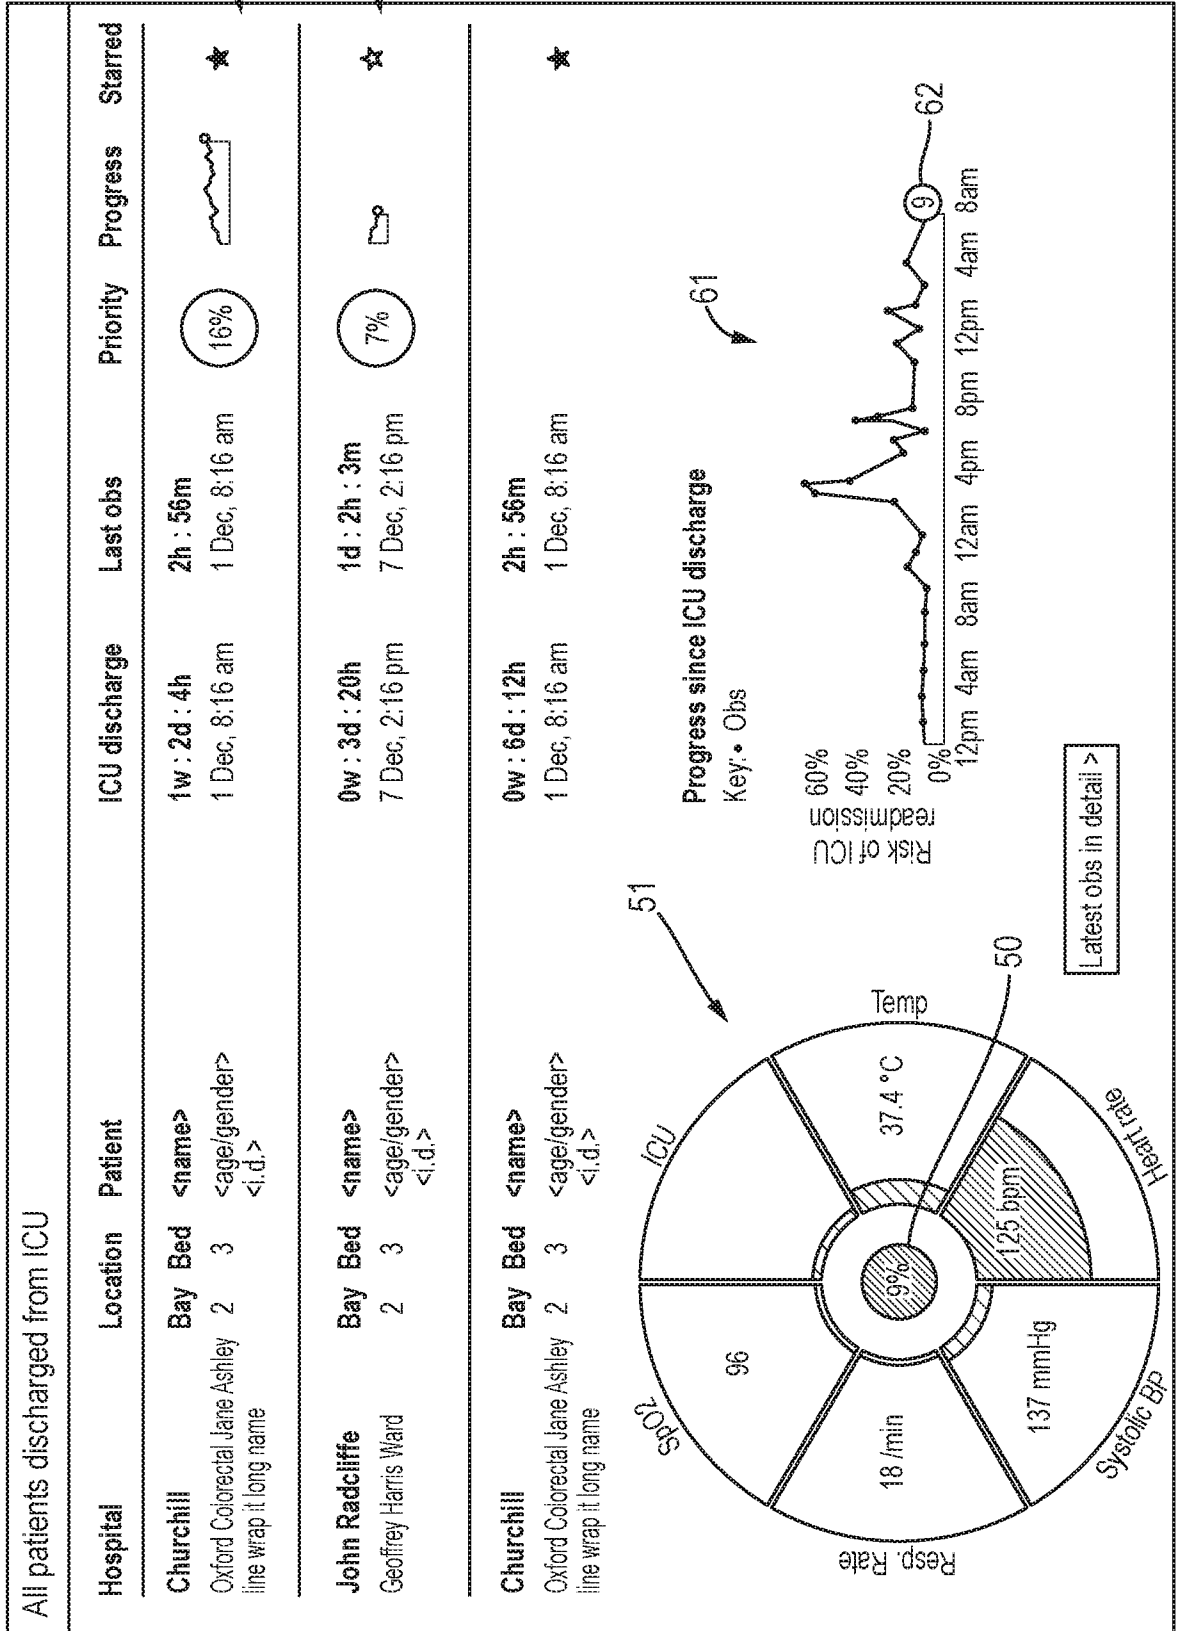 All patients discharged from ICU
Hospital Location Patient ICU discharge Last obs Priority Progress Starred
Churchill Bay Bed <name> 1w : 2d : 4h 2h : 56m 16%
Oxford Colorectal Jane Ashley 2 3 <age/gender> 1 Dec, 8:16 am 1 Dec, 8:16 am
line wrap it long name <i.d.>
John Radcliffe Bay Bed <name> 0w : 3d : 20h 1d : 2h : 3m 7%
Geoffrey Harris Ward 2 3 <age/gender> 7 Dec, 2:16 pm 7 Dec, 2:16 pm
<i.d.>
Churchill Bay Bed <name> 0w : 6d : 12h 2h : 56m
Oxford Colorectal Jane Ashley 2 3 <age/gender> 1 Dec, 8:16 am 1 Dec, 8:16 am
line wrap it long name <i.d.>
51
SpO2
ICU
96
Resp. Rate
18 /min
9%
37.4 °C
Temp
50
137 mmHg
125 bpm
Systolic BP
Heart rate
Progress since ICU discharge
Key: • Obs
61
Risk of ICU
readmission
60%
40%
20%
0%
9
62
12pm 4am 8am 12am 4pm 8pm 12pm 4am 8am
Latest obs in detail >